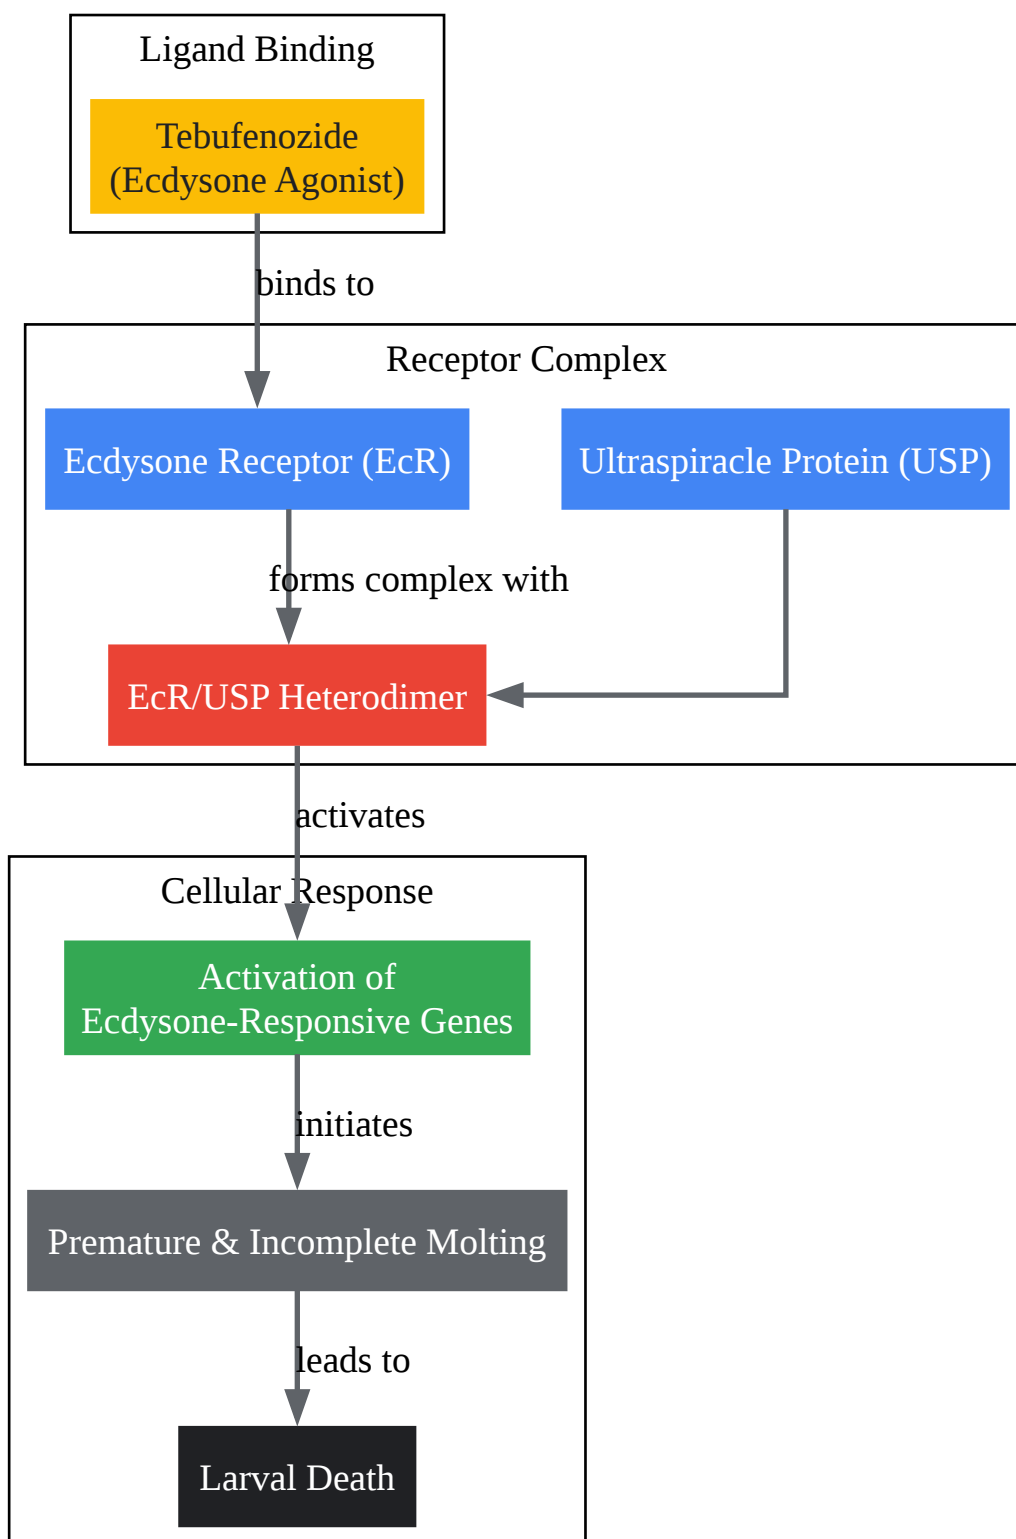 Ligand Binding
Tebufenozide
(Ecdysone Agonist)
binds to
Receptor Complex
Ecdysone Receptor (EcR)
Ultraspiracle Protein (USP)
forms complex with
EcR/USP Heterodimer
activates
Cellular Response
Activation of
Ecdysone-Responsive Genes
initiates
Premature & Incomplete Molting
leads to
Larval Death